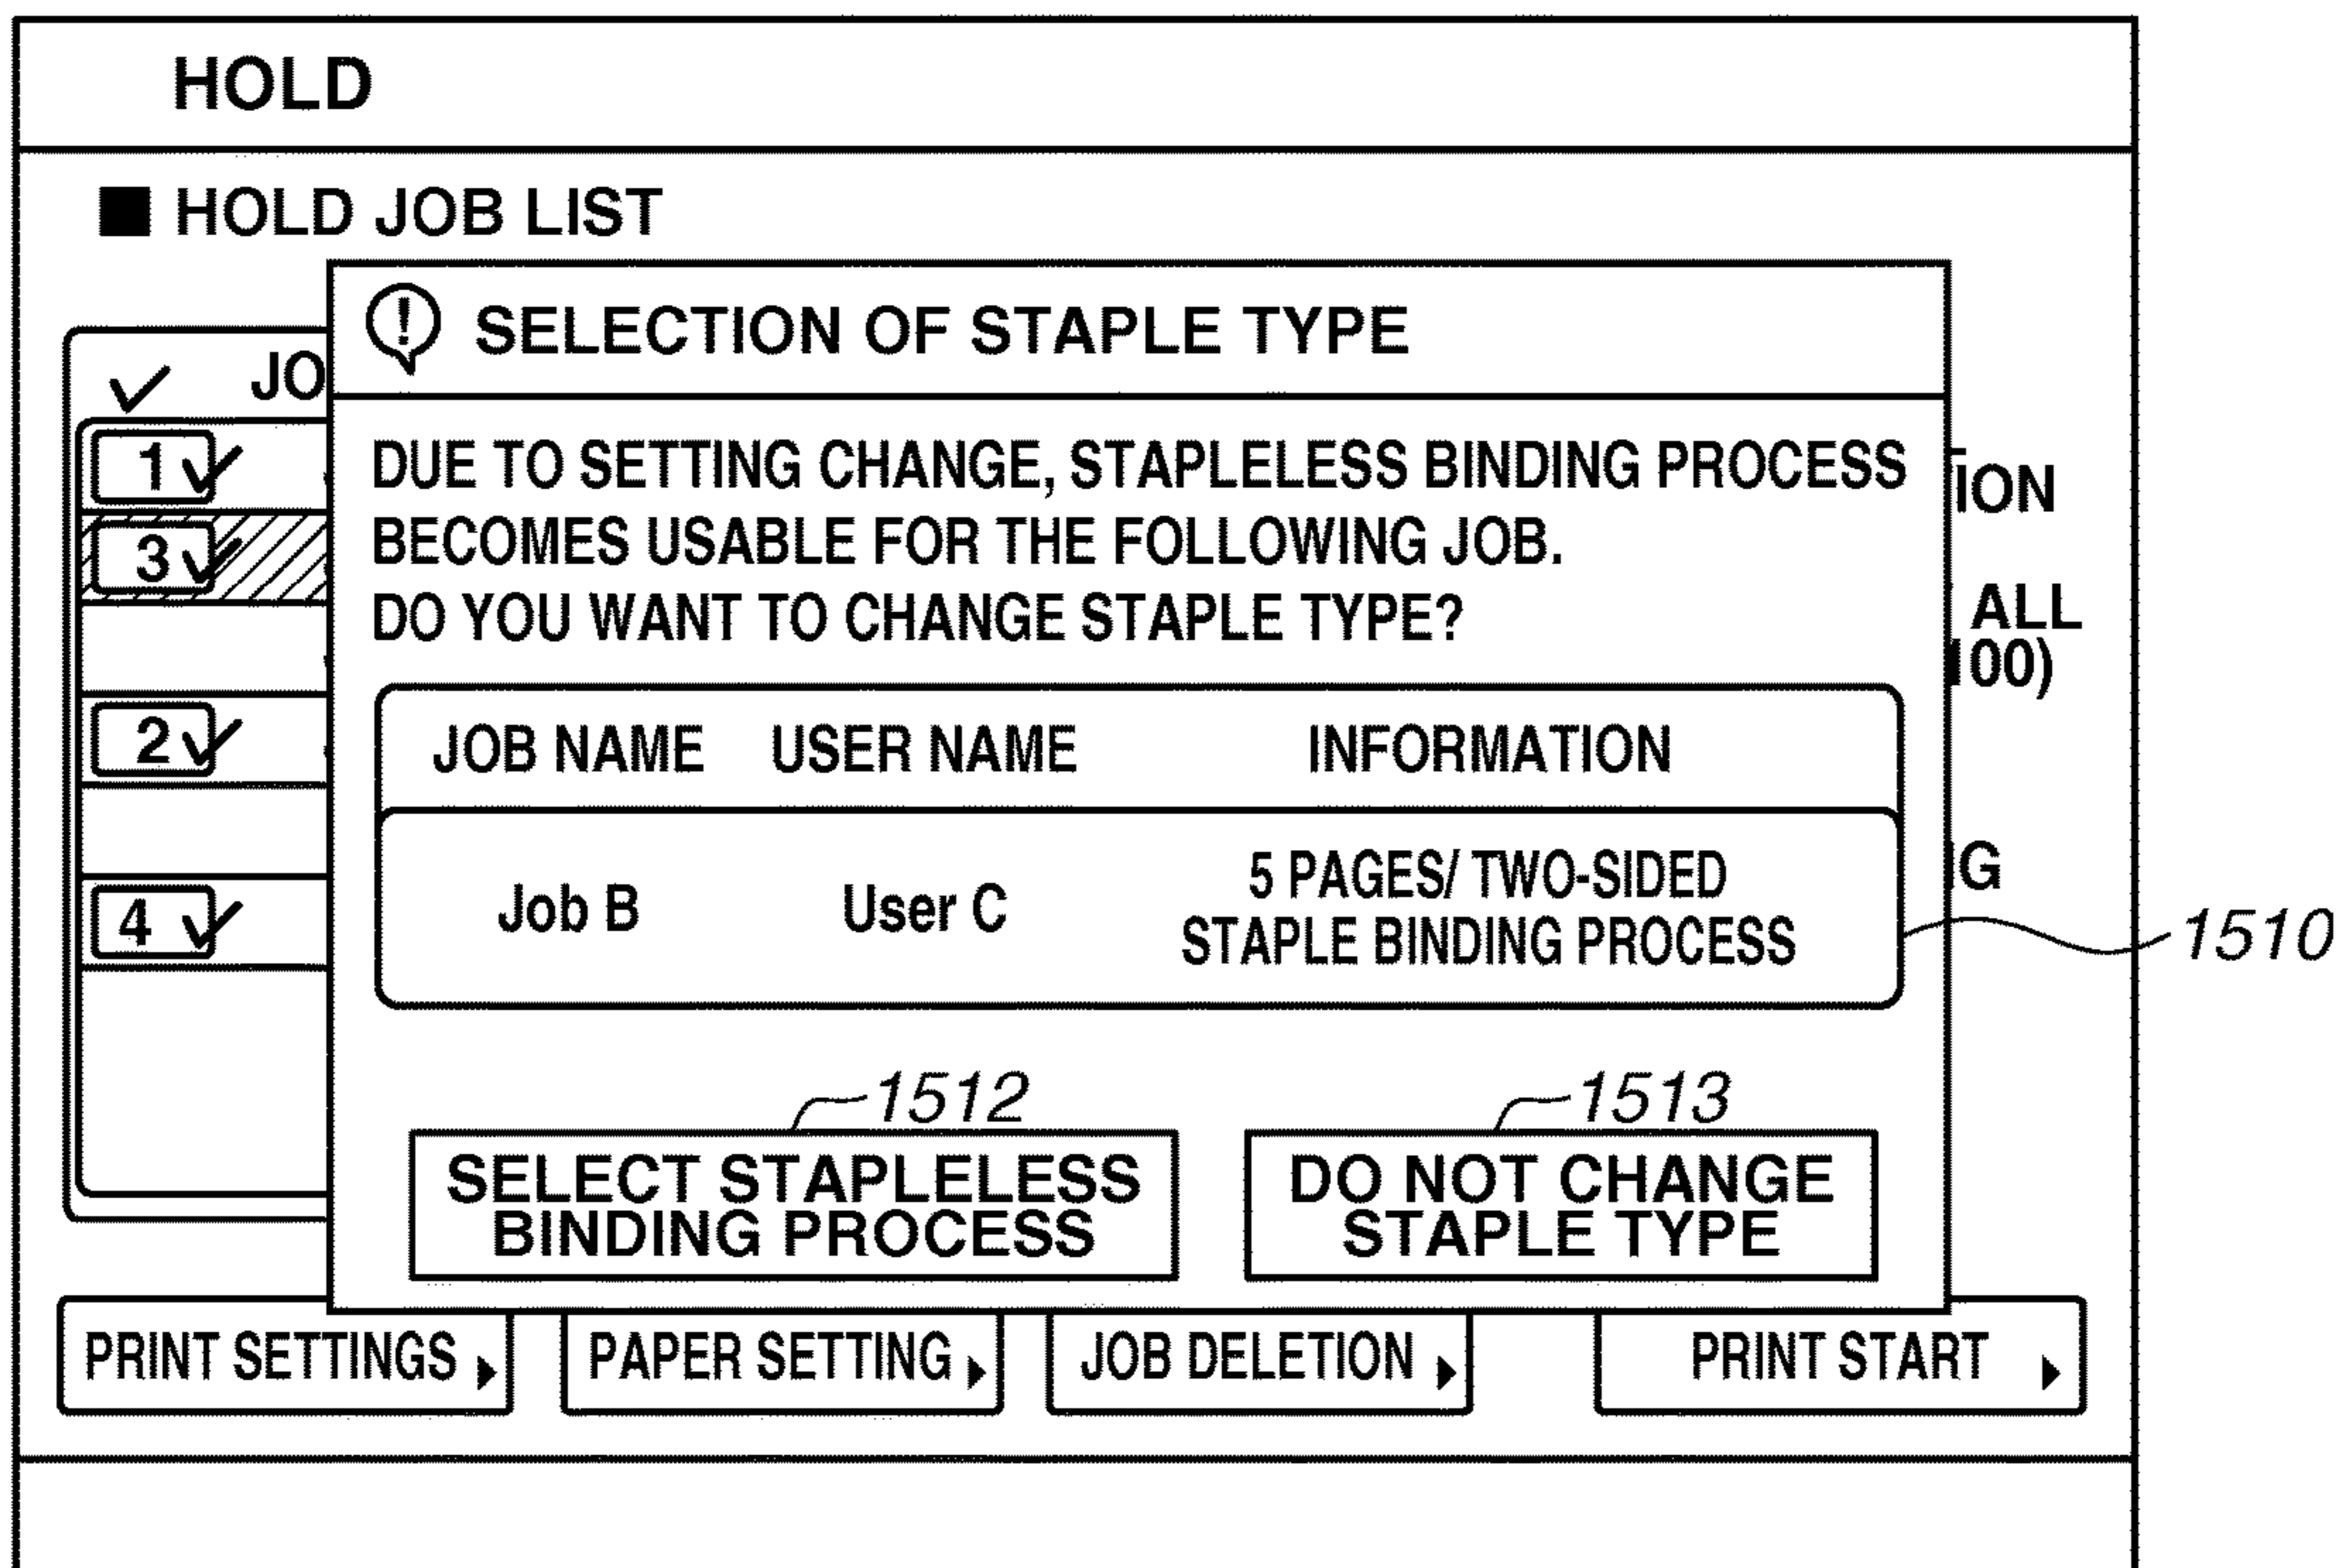 HOLD
■ HOLD JOB LIST
! SELECTION OF STAPLE TYPE
JO
1
3
2
4
DUE TO SETTING CHANGE, STAPLELESS BINDING PROCESS
BECOMES USABLE FOR THE FOLLOWING JOB.
DO YOU WANT TO CHANGE STAPLE TYPE?
ION
ALL
00)
G
JOB NAME USER NAME INFORMATION
Job B User C 5 PAGES/ TWO-SIDED
STAPLE BINDING PROCESS
1510
1512
1513
SELECT STAPLELESS
BINDING PROCESS
DO NOT CHANGE
STAPLE TYPE
PRINT SETTINGS PAPER SETTING JOB DELETION PRINT START